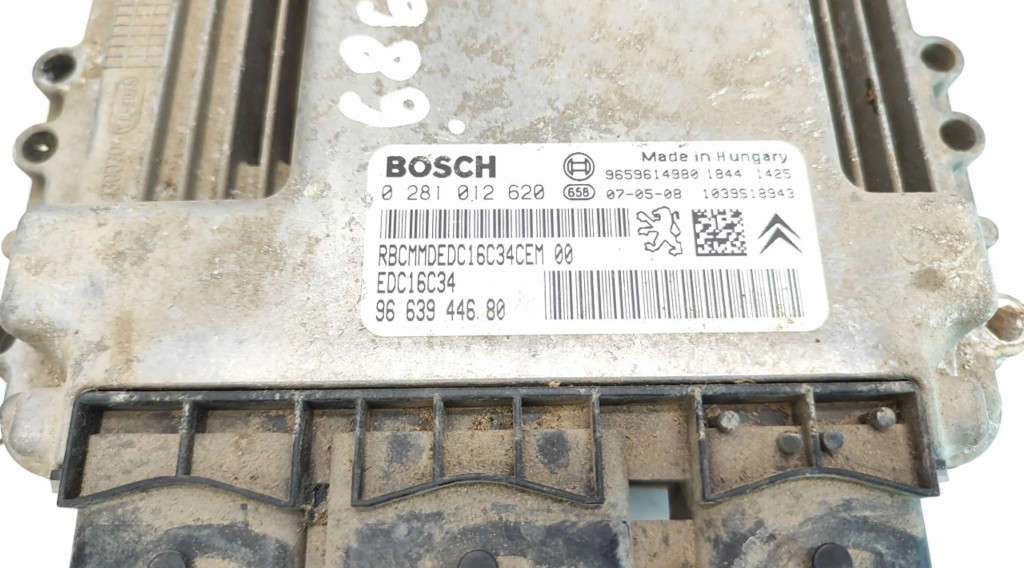 686
BOSCH
Made in Hungary
9659614980 1844 1425
0 281 012 620
658
07-05-08
1039S18943
RBCMMDEDC16C34CEM 00
EDC16C34
96 639 446 80